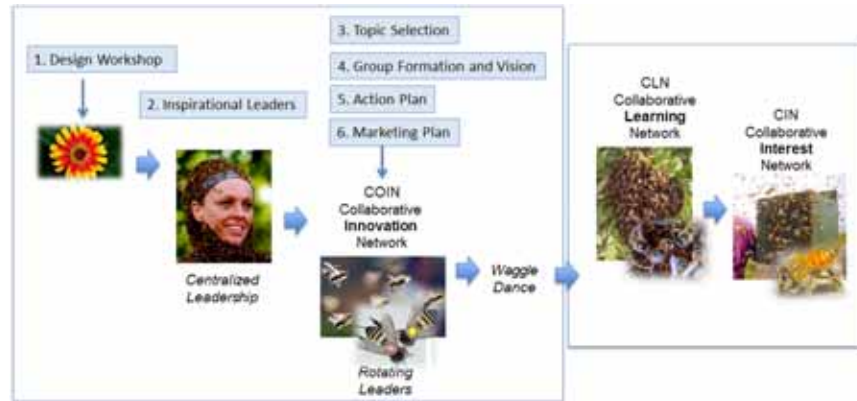 1. Design Workshop
2. Inspirational Leaders
Centralized
Leadership
3. Topic Selection
4. Group Formation and Vision
5. Action Plan
6. Marketing Plan
COIN
Collaborative
Innovation
Network
Rotating
Leaders
Waggle
Dance
CLN
Collaborative
Learning
Network
CIN
Collaborative
Interest
Network